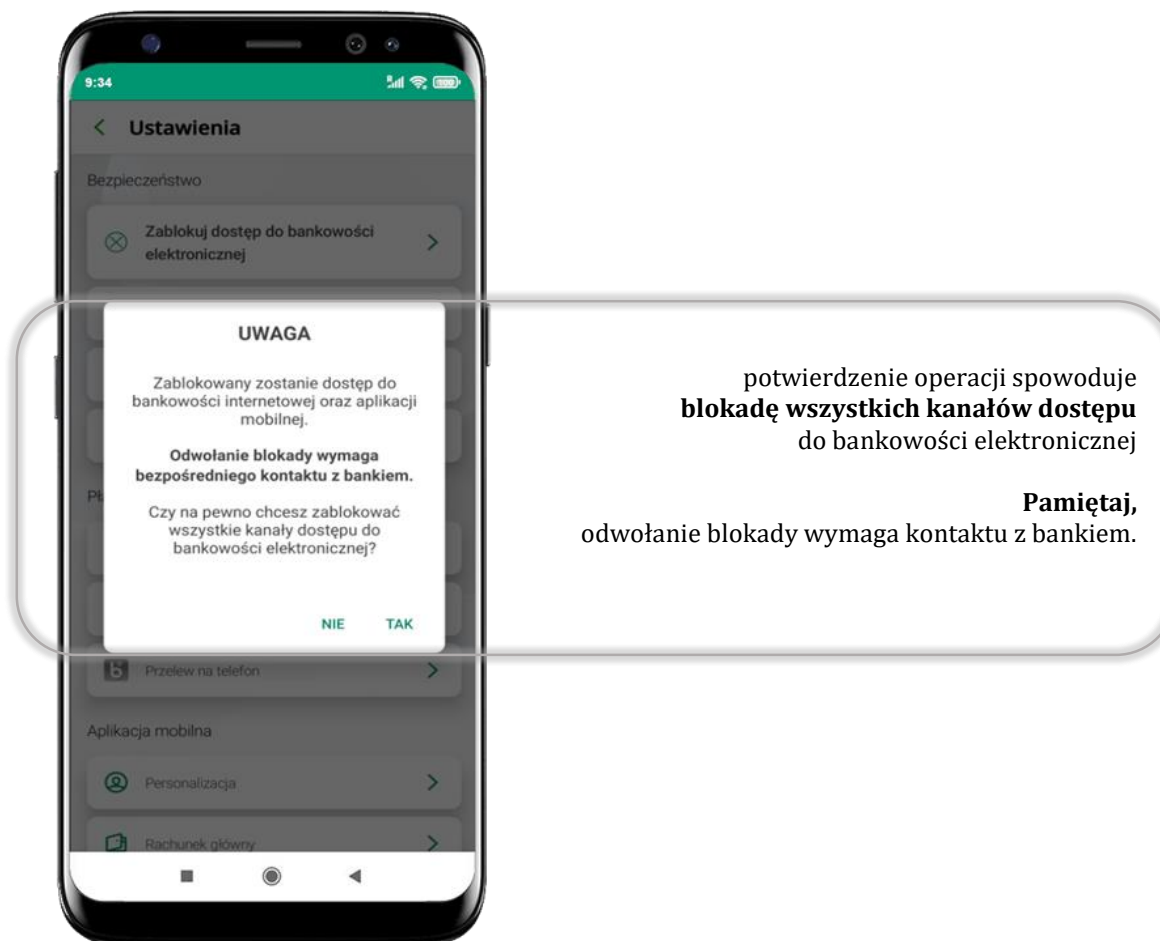 9:34
Ustawienia
Bezpieczeństwo
Zablokuj dostęp do bankowości
elektronicznej
UWAGA
Zablokowany zostanie dostęp do
bankowości internetowej oraz aplikacji
mobilnej.
Odwołanie blokady wymaga
bezpośredniego kontaktu z bankiem.
Czy na pewno chcesz zablokować
wszystkie kanały dostępu do
bankowości elektronicznej?
NIE TAK
Przelew na telefon
Aplikacja mobilna
Personalizacja
Rachunek główny
potwierdzenie operacji spowoduje
blokadę wszystkich kanałów dostępu
do bankowości elektronicznej
Pamiętaj,
odwołanie blokady wymaga kontaktu z bankiem.